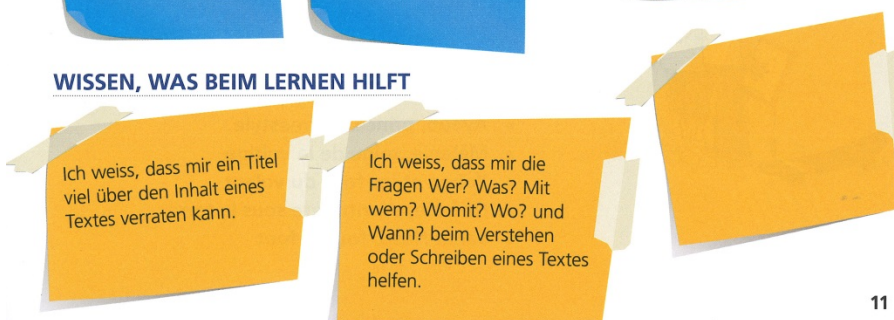 WISSEN, WAS BEIM LERNEN HILFT
Ich weiss, dass mir ein Titel
viel über den Inhalt eines
Textes verraten kann.
Ich weiss, dass mir die
Fragen Wer? Was? Mit
wem? Womit? Wo? und
Wann? beim Verstehen
oder Schreiben eines Textes
helfen.
11